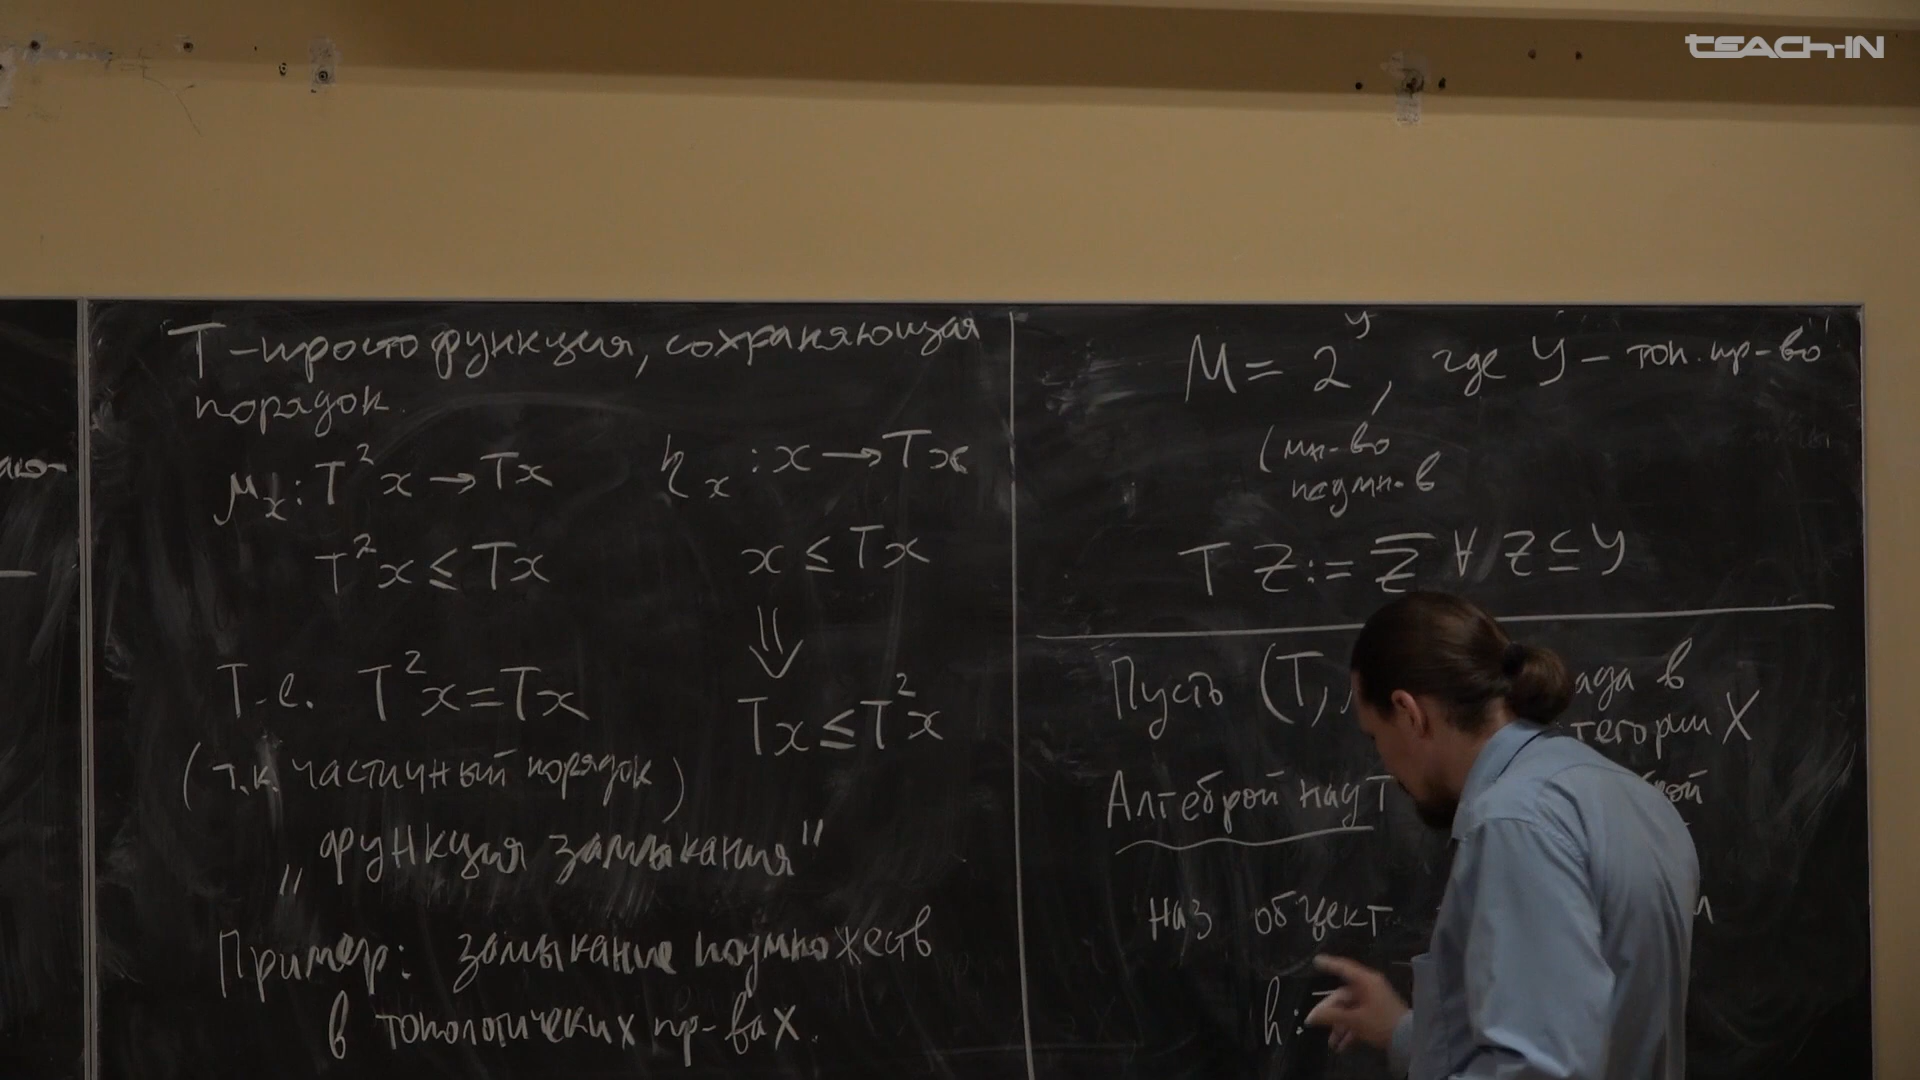 TEACH-IN
T – просто функция, сохраняющая
порядок.
μ_x : T²x → Tx
η_x : x → Tx
T²x ≤ Tx
x ≤ Tx
⇓
Т.е. T²x = Tx
Tx ≤ T²x
(т.к. частичный порядок)
„функция замыкания"
Пример: замыкание подмножеств
в топологических пр-вах.
M = 2^Y, где Y – топ. пр-во
(мн-во
подмн-в
T Z := Z̅ ∀ Z ⊆ Y
Пусть (T,
ада в
тегории X
Алгеброй над T
ой
наз объект
h :